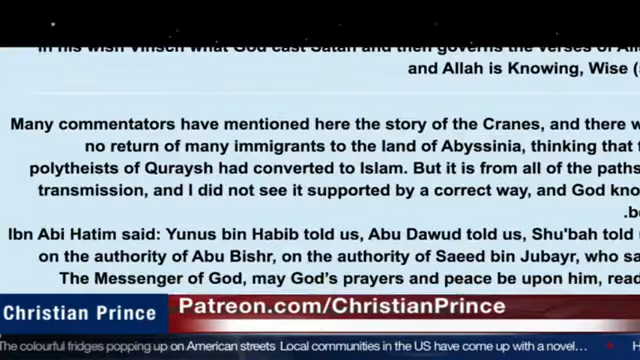 and Allah is Knowing, Wise
Many commentators have mentioned here the story of the Cranes, and there
no return of many immigrants to the land of Abyssinia, thinking that
polytheists of Quraysh had converted to Islam. But it is from all of the paths
transmission, and I did not see it supported by a correct way, and God
Ibn Abi Hatim said: Yunus bin Habib told us, Abu Dawud told us, Shu'bah told
on the authority of Abu Bishr, on the authority of Saeed bin Jubayr, who
The Messenger of God, may God's prayers and peace be upon him,
Christian Prince
Patreon.com/ChristianPrince
The colourful fridges popping up on American streets Local communities in the US have come up with a novel...